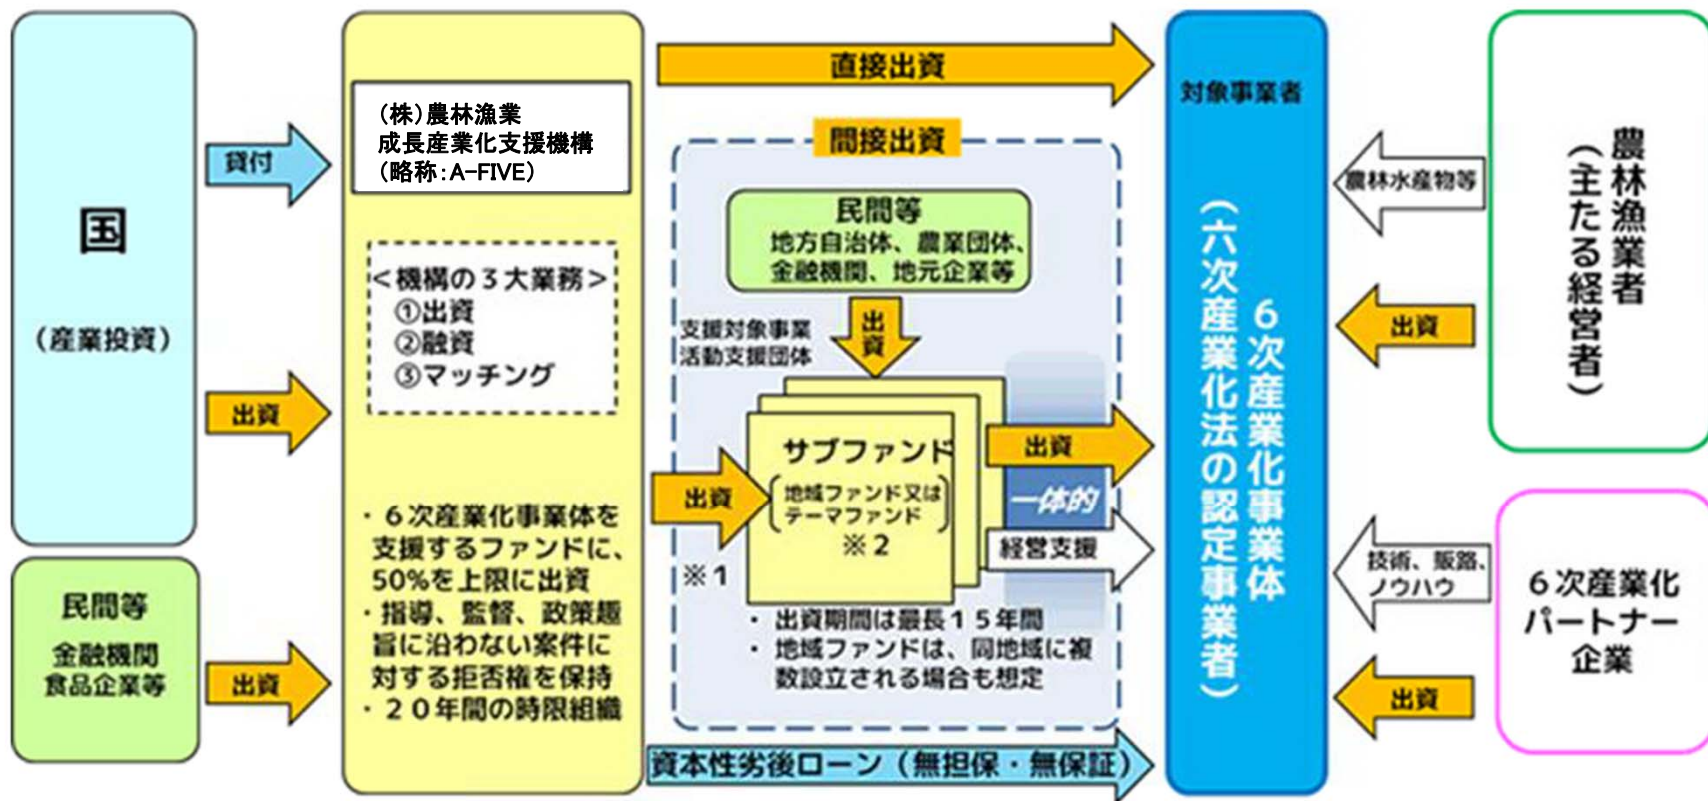 国
(産業投資)
民間等
金融機関
食品企業等
貸付
出資
出資
(株)農林漁業
成長産業化支援機構
(略称:A-FIVE)
<機構の3大業務>
①出資
②融資
③マッチング
・6次産業化事業体を
支援するファンドに、
50%を上限に出資
・指導、監督、政策趣
旨に沿わない案件に
対する拒否権を保持
・20年間の時限組織
直接出資
間接出資
民間等
地方自治体、農業団体、
金融機関、地元企業等
出資
支援対象事業
活動支援団体
出資
※1
サブファンド
地域ファンド又は
テーマファンド
※2
出資
一体的
経営支援
・ 出資期間は最長15年間
・ 地域ファンドは、同地域に複
数設立される場合も想定
資本性劣後ローン(無担保・無保証)
対象事業者
6次産業化事業体
(六次産業化法の認定事業者)
農林水産物等
出資
技術、販路、
ノウハウ
出資
農林漁業者
(主たる経営者)
6次産業化
パートナー
企業